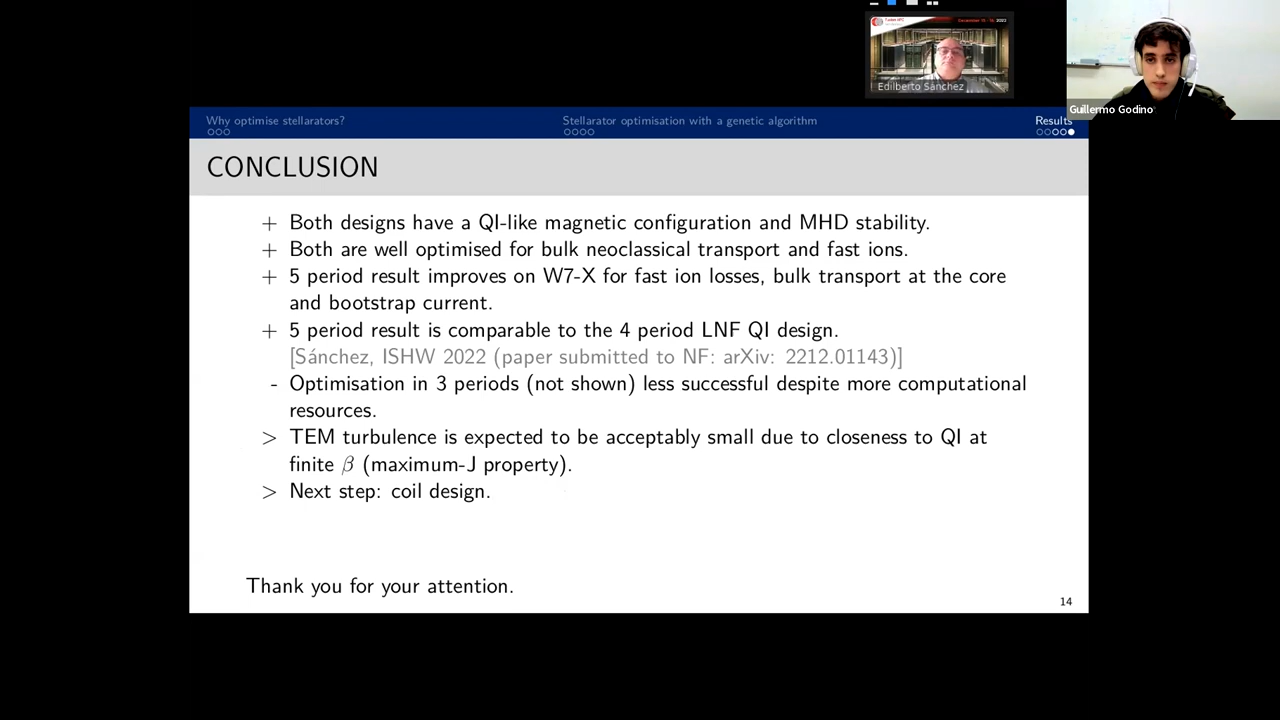 December 15 - 16, 2022
Edilberto Sánchez
Guillermo Godino
Why optimise stellarators?
Stellarator optimisation with a genetic algorithm
Results
CONCLUSION
+ Both designs have a QI-like magnetic configuration and MHD stability.
+ Both are well optimised for bulk neoclassical transport and fast ions.
+ 5 period result improves on W7-X for fast ion losses, bulk transport at the core
and bootstrap current.
+ 5 period result is comparable to the 4 period LNF QI design.
[Sánchez, ISHW 2022 (paper submitted to NF: arXiv: 2212.01143)]
- Optimisation in 3 periods (not shown) less successful despite more computational
resources.
> TEM turbulence is expected to be acceptably small due to closeness to QI at
finite β (maximum-J property).
> Next step: coil design.
Thank you for your attention.
14